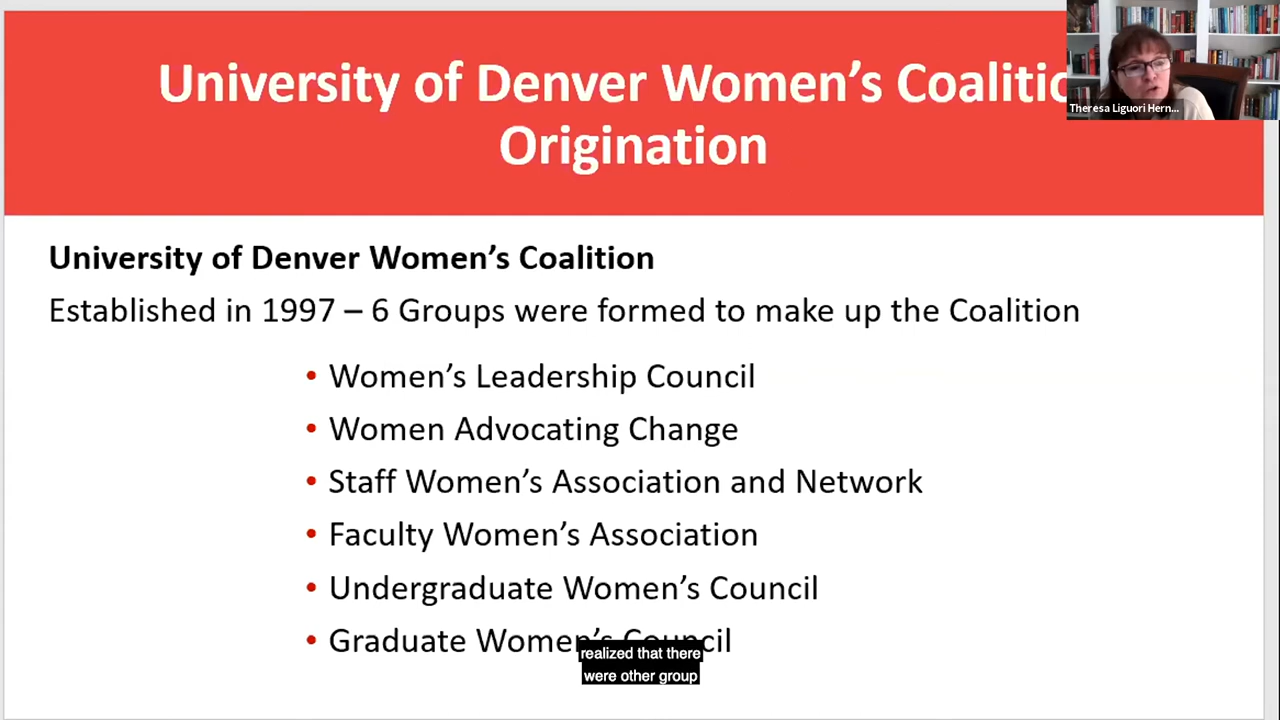 University of Denver Women's Coalitio
Origination
Theresa Liguori Hern...
University of Denver Women's Coalition
Established in 1997 – 6 Groups were formed to make up the Coalition
• Women's Leadership Council
• Women Advocating Change
• Staff Women's Association and Network
• Faculty Women's Association
• Undergraduate Women's Council
• Graduate Women's Council
realized that there
were other group